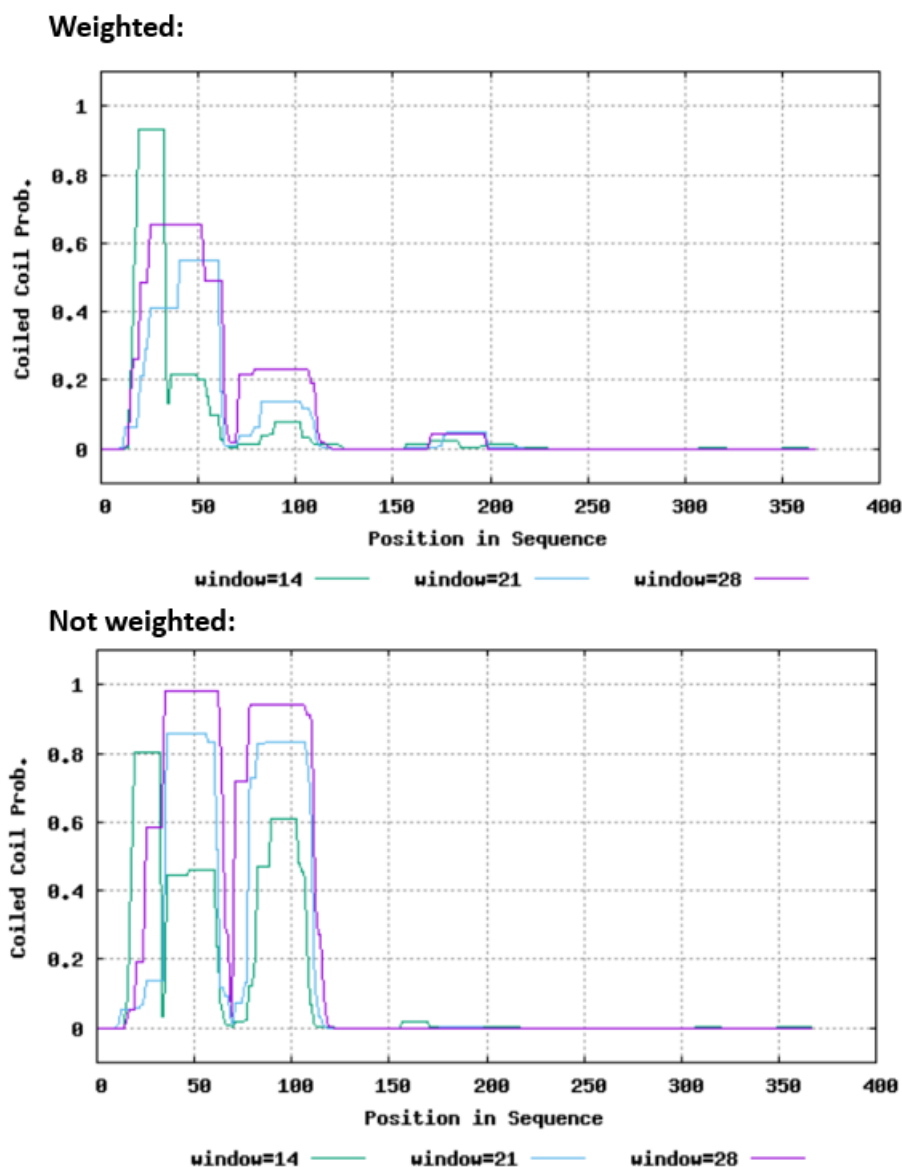 Weighted:
1
0.8
0.6
0.4
0.2
0
Coiled Coil Prob.
0 50 100 150 200 250 300 350 400
Position in Sequence
window=14 window=21 window=28
Not weighted:
1
0.8
0.6
0.4
0.2
0
Coiled Coil Prob.
0 50 100 150 200 250 300 350 400
Position in Sequence
window=14 window=21 window=28